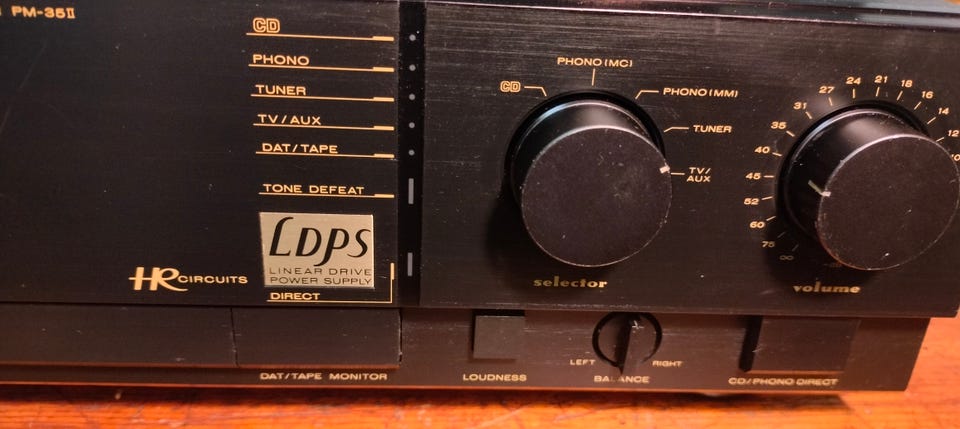 PM-35II
CD
PHONO
TUNER
TV/AUX
DAT/TAPE
TONE DEFEAT
LDPS
LINEAR DRIVE
POWER SUPPLY
HR CIRCUITS
DIRECT
PHONO(MC)
CD
PHONO(MM)
TUNER
TV/
AUX
selector
24
21
18
27
16
31
14
35
12
40
10
45
52
60
75
∞
-dB
volume
LEFT
RIGHT
DAT/TAPE MONITOR
LOUDNESS
BALANCE
CD/PHONO DIRECT